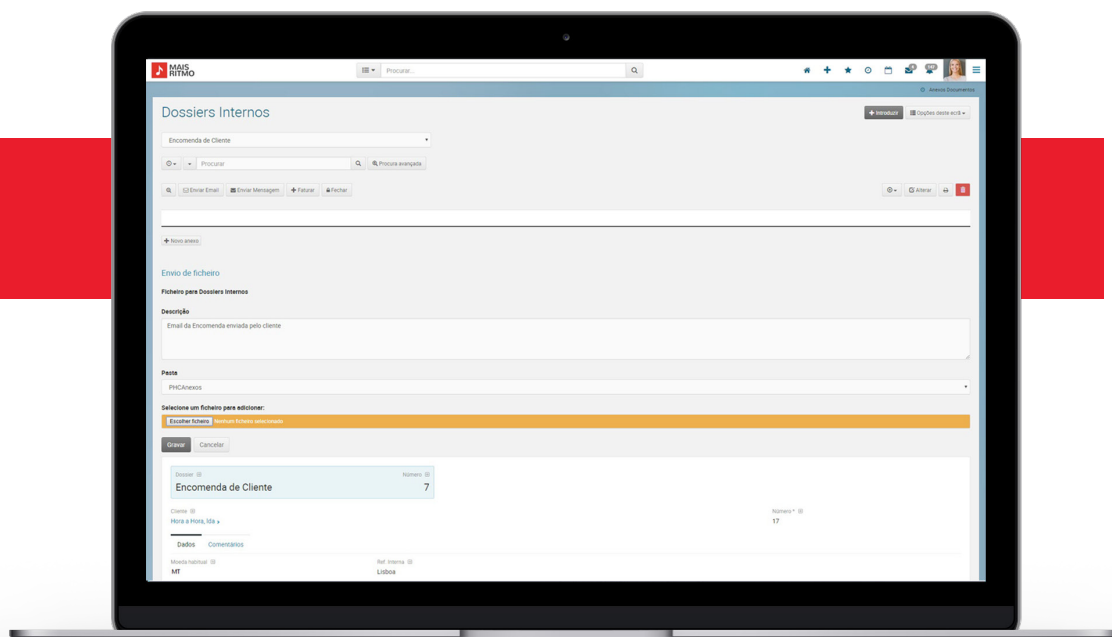 MAIS
RITMO
Procurar...
Anexos Documentos
Dossiers Internos
Introduzir
Opções deste ecrã
Encomenda de Cliente
Procurar
Procura avançada
Enviar Email
Enviar Mensagem
Faturar
Fechar
Alterar
Novo anexo
Envio de ficheiro
Ficheiro para Dossiers Internos
Descrição
Email da Encomenda enviada pelo cliente
Pasta
PHCAnexos
Selecione um ficheiro para adicionar:
Escolher ficheiro Nenhum ficheiro selecionado
Gravar Cancelar
Dossier Número
Encomenda de Cliente 7
Cliente Número *
Hora a Hora, lda 17
Dados Comentários
Moeda habitual Ref. Interna
MT Lisboa